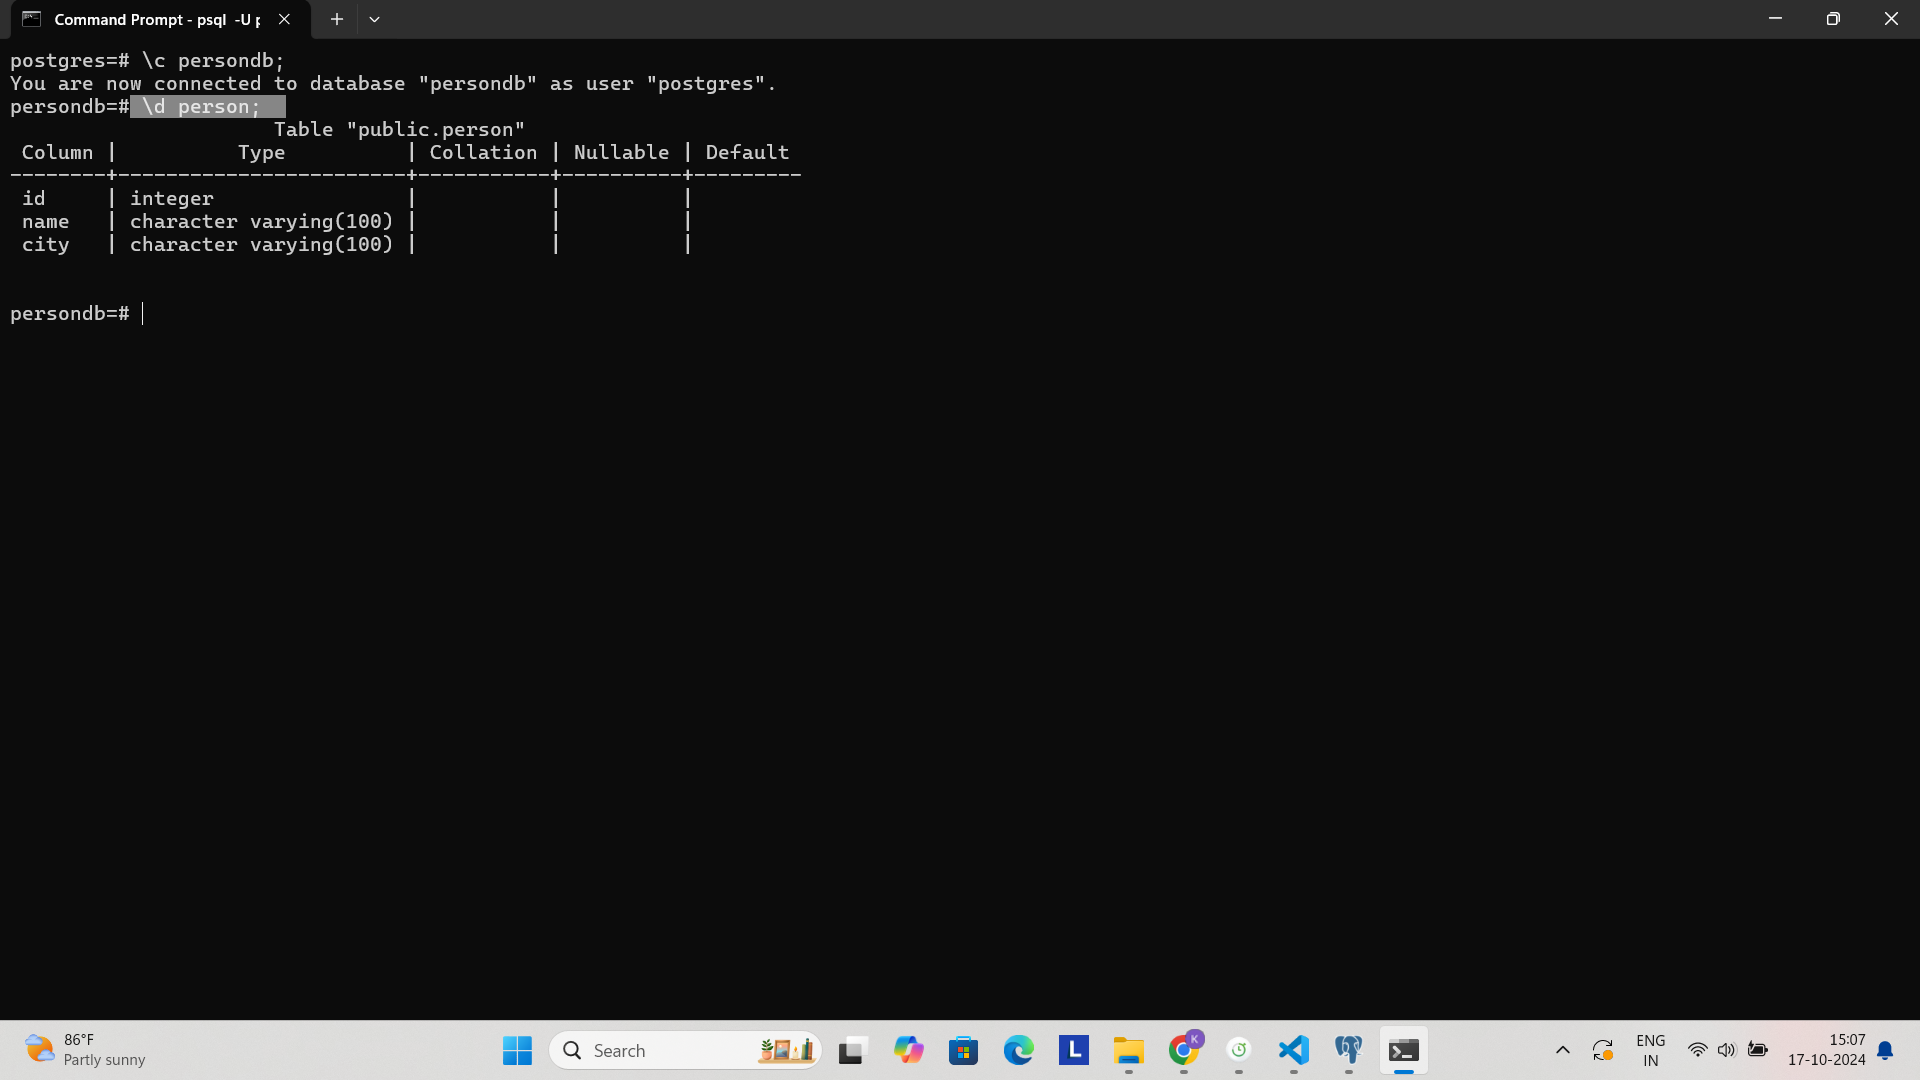 Command Prompt - psql -U p
postgres=# \c persondb;
You are now connected to database "persondb" as user "postgres".
persondb=# \d person;
Table "public.person"
Column | Type | Collation | Nullable | Default
--------+------------------------+-----------+----------+---------
id | integer | | |
name | character varying(100) | | |
city | character varying(100) | | |
persondb=#
86°F
Partly sunny
Search
L
K
ENG
IN
15:07
17-10-2024